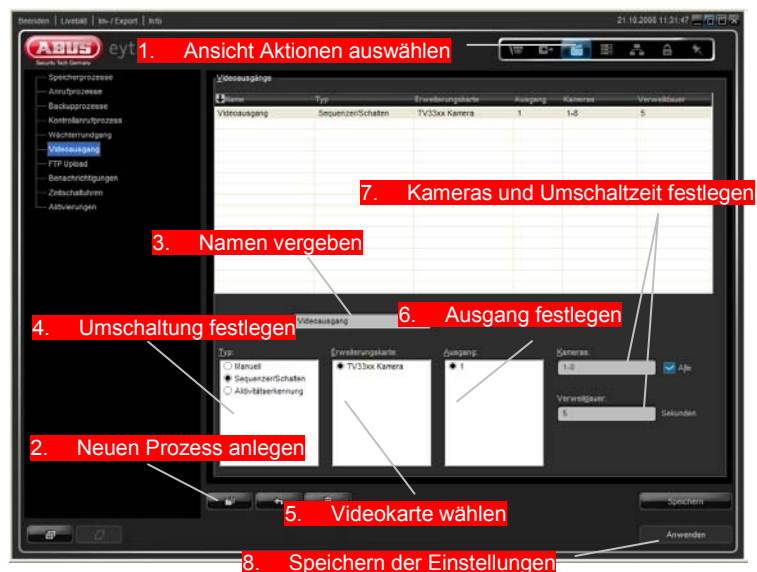 Beenden | Livebild | Im-/Export | Info
21.10.2008 11:31:47
ABUS
Security Tech Germany
eyt
1. Ansicht Aktionen auswählen
Speicherprozesse
Anrufprozesse
Backupprozesse
Kontrollanrufprozess
Wächterrundgang
Videoausgang
FTP Upload
Benachrichtigungen
Zeitschaltuhren
Aktivierungen
Videoausgänge
Name Typ Erweiterungskarte Ausgang Kameras Verweildauer
Videoausgang Sequenzer/Schalten TV33xx Kamera 1 1-8 5
7. Kameras und Umschaltzeit festlegen
3. Namen vergeben
Videoausgang
6. Ausgang festlegen
4. Umschaltung festlegen
Typ:
Manuell
Sequenzer/Schalten
Aktivitätserkennung
Erweiterungskarte:
TV33xx Kamera
Ausgang:
1
Kameras:
1-8
Alle
Verweildauer:
5 Sekunden
2. Neuen Prozess anlegen
5. Videokarte wählen
Speichern
Anwenden
8. Speichern der Einstellungen